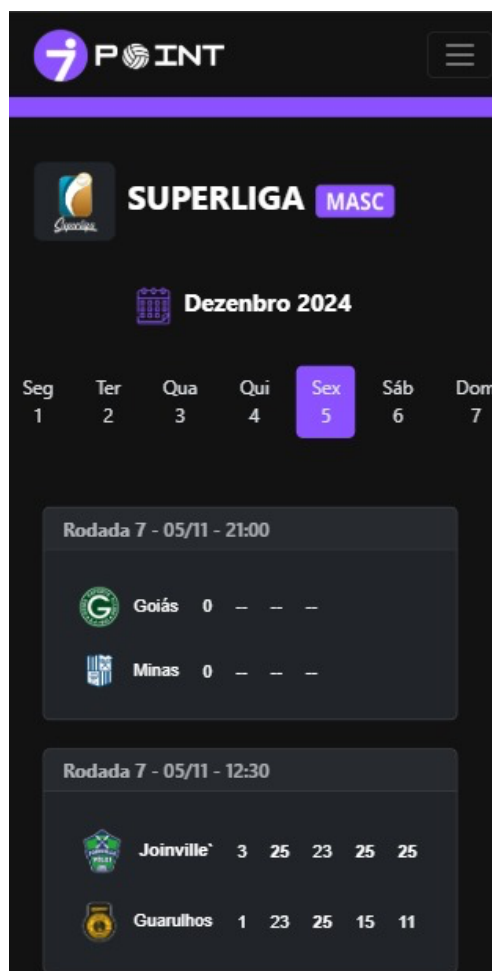 POINT
SUPERLIGA MASC
Superliga
Dezenbro 2024
Seg Ter Qua Qui Sex Sáb Dom
1 2 3 4 5 6 7
Rodada 7 - 05/11 - 21:00
Goiás 0 -- -- --
Minas 0 -- -- --
Rodada 7 - 05/11 - 12:30
Joinville` 3 25 23 25 25
Guarulhos 1 23 25 15 11